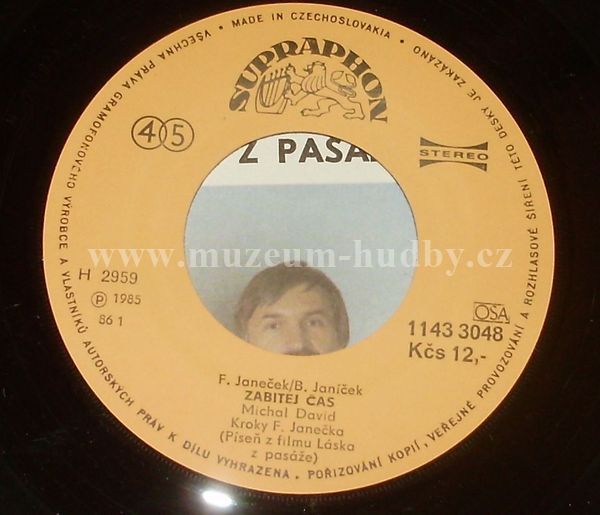 • MADE IN CZECHOSLOVAKIA •
VŠECHNA PRÁVA GRAMOFONOVÉHO VÝROBCE A VLASTNÍKŮ AUTORSKÝCH PRÁV K DÍLU VYHRAZENA. POŘIZOVÁNÍ KOPIÍ, VEŘEJNÉ PROVOZOVÁNÍ A ROZHLASOVÉ ŠÍŘENÍ TÉTO DESKY JE ZAKÁZÁNO
SUPRAPHON
45
STEREO
Z PASÁ
www.muzeum-hudby.cz
H 2959
Ⓟ 1985
86 1
OSA
1143 3048
Kčs 12,-
F. Janeček/B. Janíček
ZABITEJ ČAS
Michal David
Kroky F. Janečka
(Píseň z filmu Láska
z pasáže)